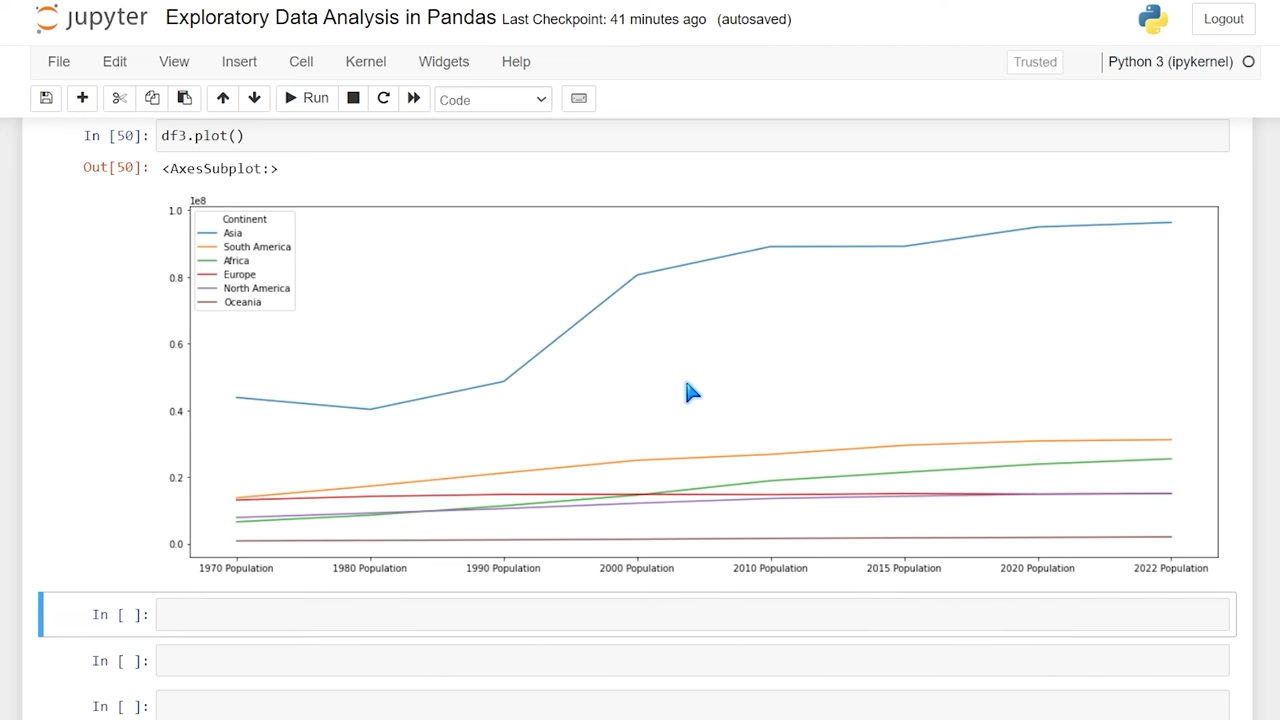 jupyter Exploratory Data Analysis in Pandas Last Checkpoint: 41 minutes ago (autosaved) Logout
File Edit View Insert Cell Kernel Widgets Help Trusted Python 3 (ipykernel)
Run Code
In [50]: df3.plot()
Out[50]: <AxesSubplot:>
1e8
1.0
0.8
0.6
0.4
0.2
0.0
Continent
Asia
South America
Africa
Europe
North America
Oceania
1970 Population 1980 Population 1990 Population 2000 Population 2010 Population 2015 Population 2020 Population 2022 Population
In [ ]:
In [ ]:
In [ ]: